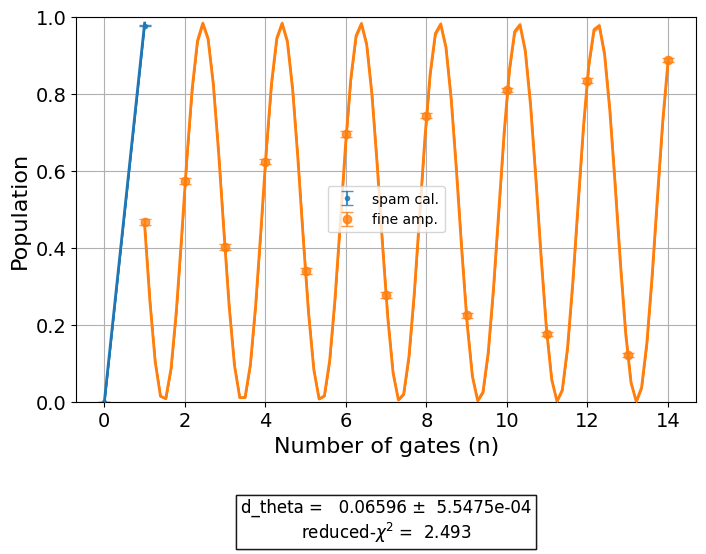 1.0
0.8
0.6
0.4
0.2
0.0
Population
spam cal.
fine amp.
0 2 4 6 8 10 12 14
Number of gates (n)
d_theta = 0.06596 ± 5.5475e-04
reduced-χ² = 2.493